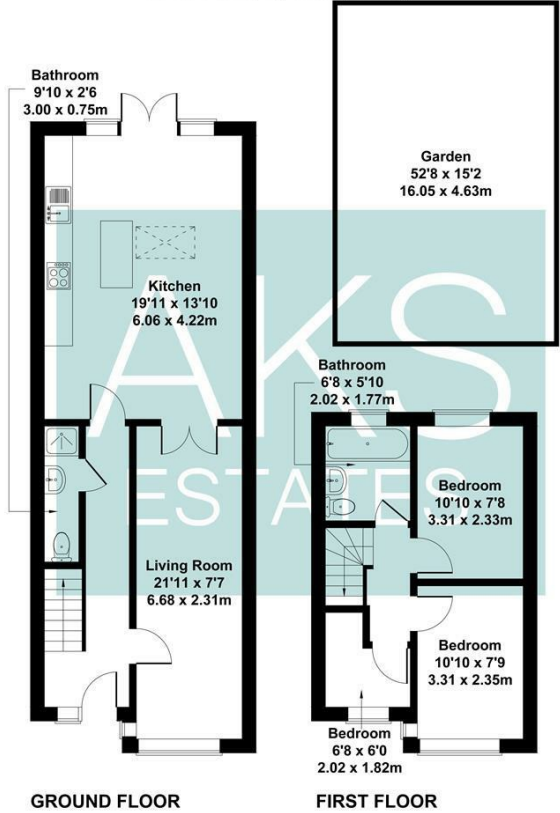 Bathroom
9'10 x 2'6
3.00 x 0.75m
Garden
52'8 x 15'2
16.05 x 4.63m
Kitchen
19'11 x 13'10
6.06 x 4.22m
AKS
ESTATES
Bathroom
6'8 x 5'10
2.02 x 1.77m
Bedroom
10'10 x 7'8
3.31 x 2.33m
Living Room
21'11 x 7'7
6.68 x 2.31m
Bedroom
10'10 x 7'9
3.31 x 2.35m
Bedroom
6'8 x 6'0
2.02 x 1.82m
GROUND FLOOR
FIRST FLOOR